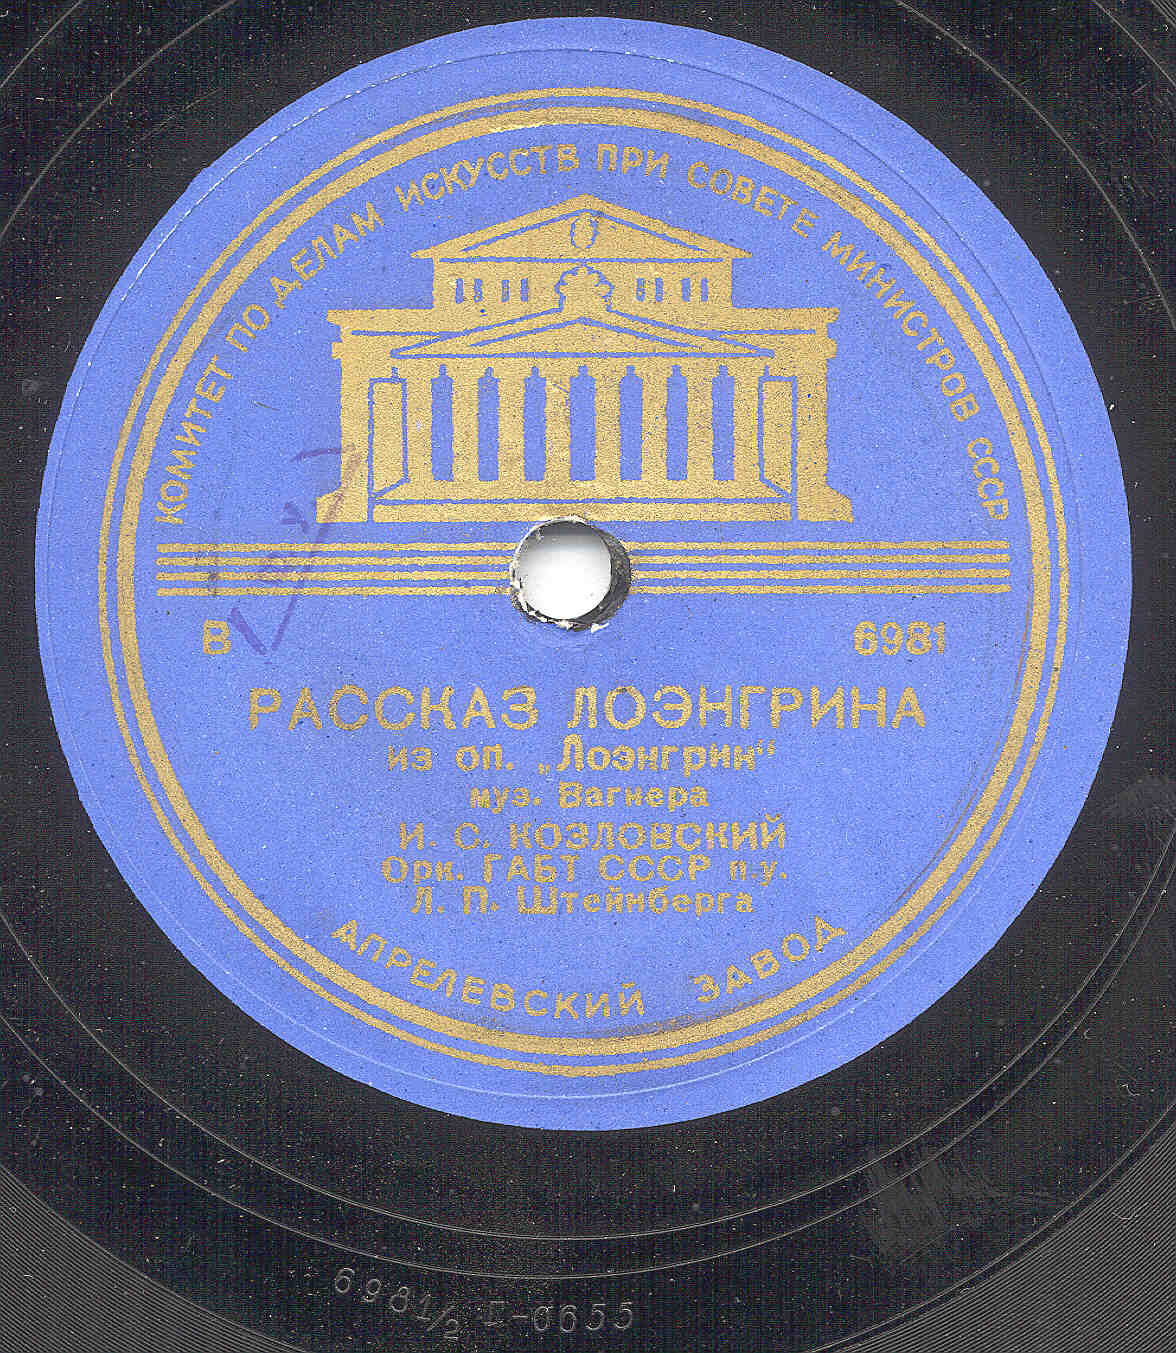 КОМИТЕТ ПО ДЕЛАМ ИСКУССТВ ПРИ СОВЕТЕ МИНИСТРОВ СССР
В 6981
РАССКАЗ ЛОЭНГРИНА
из оп. „Лоэнгрин“
муз. Вагнера
И. С. КОЗЛОВСКИЙ
Орк. ГАБТ СССР п.у.
Л. П. Штейнберга
АПРЕЛЕВСКИЙ ЗАВОД
6981/2 Г-6655